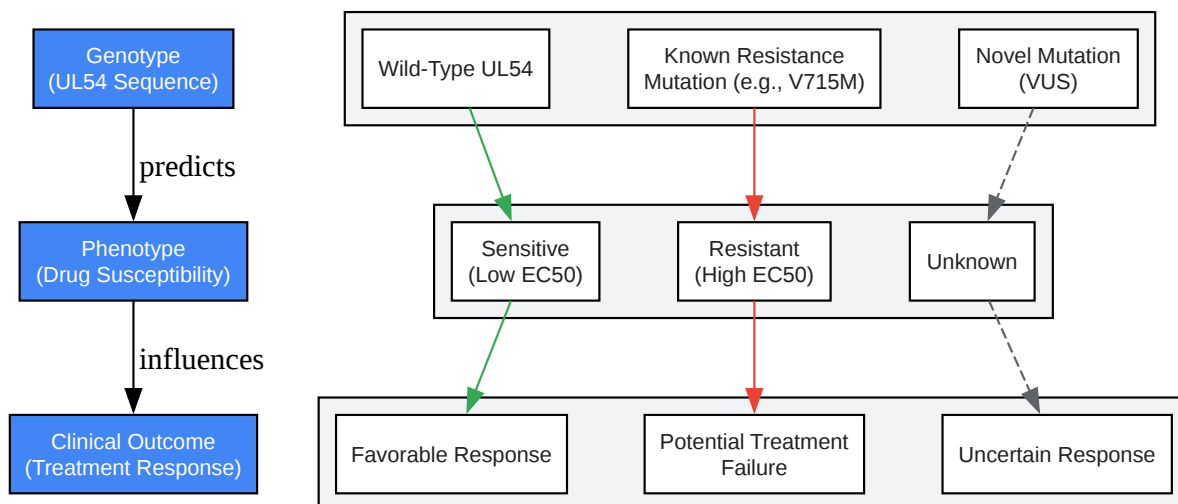 Genotype
(UL54 Sequence)
predicts
Phenotype
(Drug Susceptibility)
influences
Clinical Outcome
(Treatment Response)
Wild-Type UL54
Known Resistance
Mutation (e.g., V715M)
Novel Mutation
(VUS)
Sensitive
(Low EC50)
Resistant
(High EC50)
Unknown
Favorable Response
Potential Treatment
Failure
Uncertain Response